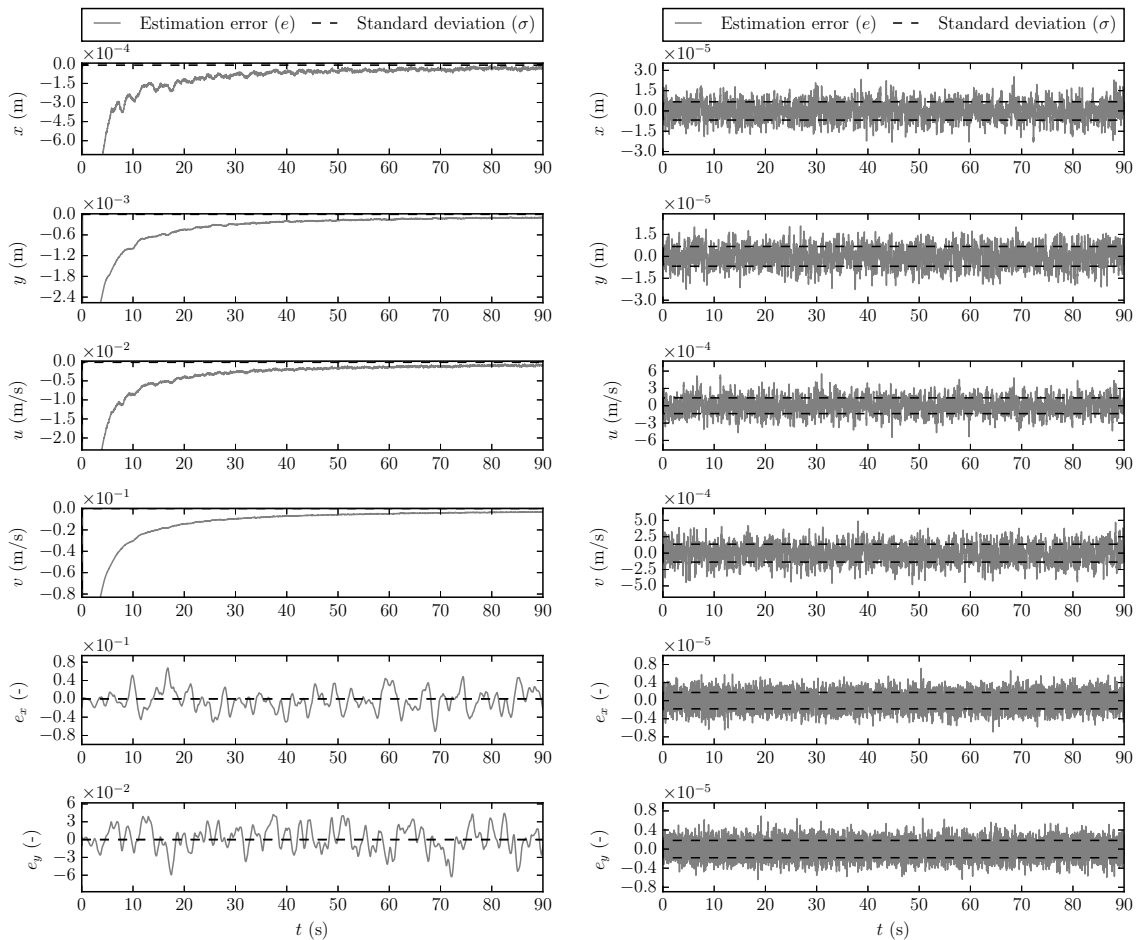 Estimation error (e) Standard deviation (σ)
×10⁻⁴
0.0
−1.5
−3.0
−4.5
−6.0
x (m)
0 10 20 30 40 50 60 70 80 90
×10⁻³
0.0
−0.6
−1.2
−1.8
−2.4
y (m)
0 10 20 30 40 50 60 70 80 90
×10⁻²
0.0
−0.5
−1.0
−1.5
−2.0
u (m/s)
0 10 20 30 40 50 60 70 80 90
×10⁻¹
0.0
−0.2
−0.4
−0.6
−0.8
v (m/s)
0 10 20 30 40 50 60 70 80 90
×10⁻¹
0.8
0.4
0.0
−0.4
−0.8
eₓ (-)
0 10 20 30 40 50 60 70 80 90
×10⁻²
6
3
0
−3
−6
e_y (-)
0 10 20 30 40 50 60 70 80 90
t (s)
Estimation error (e) Standard deviation (σ)
×10⁻⁵
3.0
1.5
0.0
−1.5
−3.0
x (m)
0 10 20 30 40 50 60 70 80 90
×10⁻⁵
1.5
0.0
−1.5
−3.0
y (m)
0 10 20 30 40 50 60 70 80 90
×10⁻⁴
6
3
0
−3
−6
u (m/s)
0 10 20 30 40 50 60 70 80 90
×10⁻⁴
5.0
2.5
0.0
−2.5
−5.0
v (m/s)
0 10 20 30 40 50 60 70 80 90
×10⁻⁵
0.8
0.4
0.0
−0.4
−0.8
eₓ (-)
0 10 20 30 40 50 60 70 80 90
×10⁻⁵
0.8
0.4
0.0
−0.4
−0.8
e_y (-)
0 10 20 30 40 50 60 70 80 90
t (s)